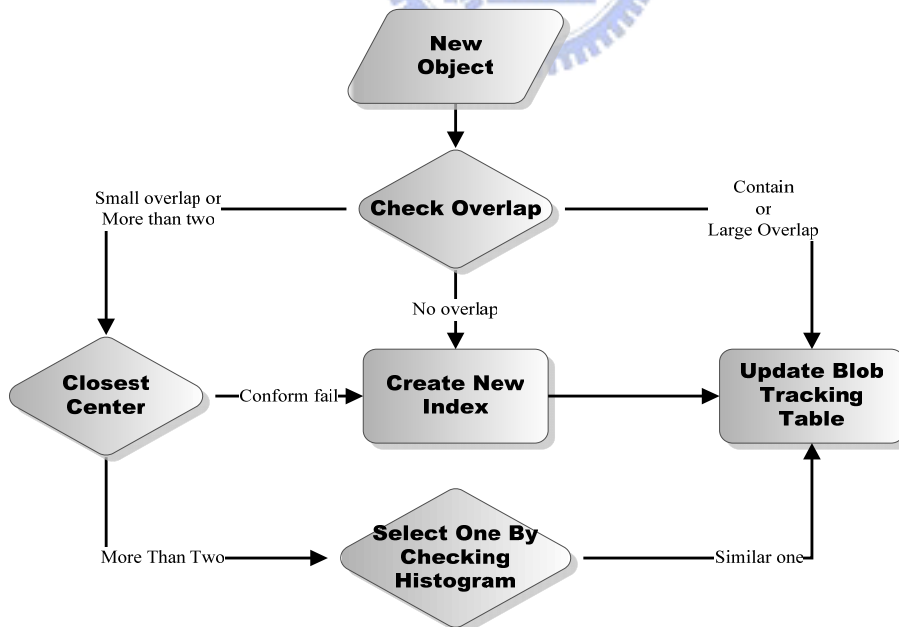 New
Object
Check Overlap
Small overlap or
More than two
Contain
or
Large Overlap
No overlap
Closest
Center
Conform fail
Create New
Index
Update Blob
Tracking
Table
More Than Two
Select One By
Checking
Histogram
Similar one